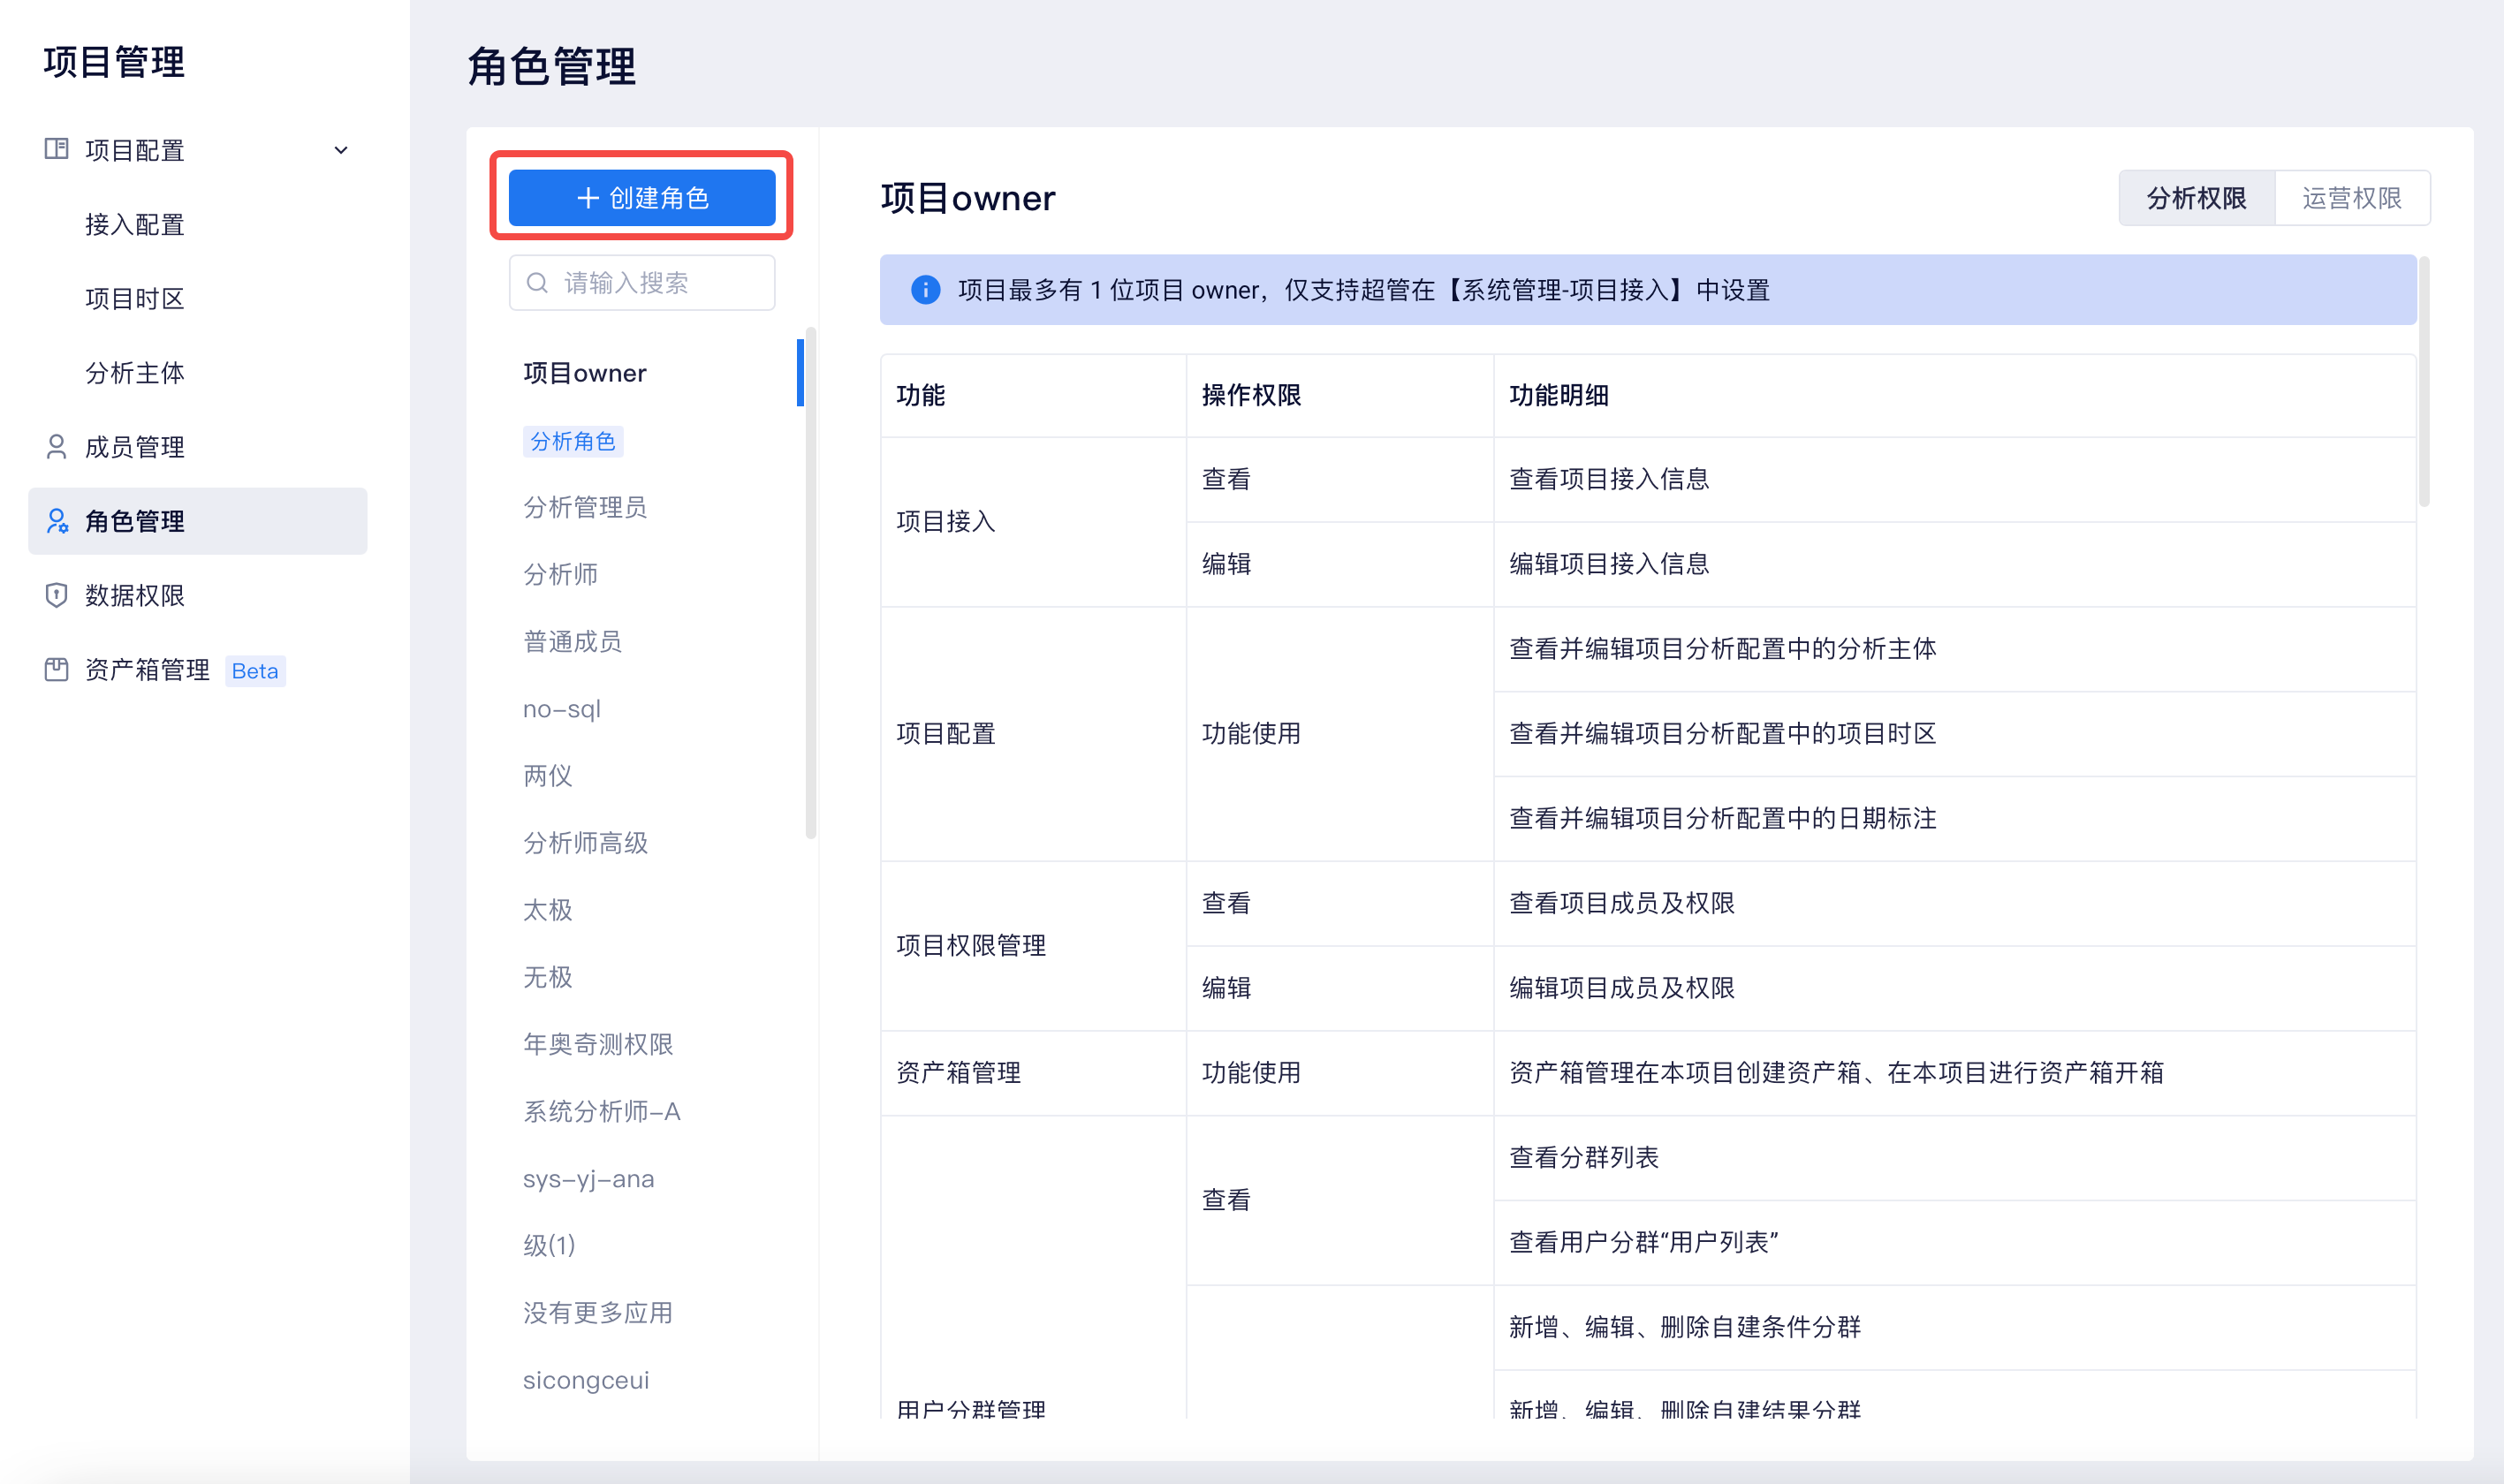 项目管理
项目配置
接入配置
项目时区
分析主体
成员管理
角色管理
数据权限
资产箱管理 Beta
角色管理
创建角色
请输入搜索
项目owner
分析角色
分析管理员
分析师
普通成员
no-sql
两仪
分析师高级
太极
无极
年奥奇测权限
系统分析师-A
sys-yj-ana
级(1)
没有更多应用
sicongceui
项目owner
分析权限 运营权限
项目最多有 1 位项目 owner，仅支持超管在【系统管理-项目接入】中设置
功能 操作权限 功能明细
项目接入 查看 查看项目接入信息
编辑 编辑项目接入信息
项目配置 功能使用 查看并编辑项目分析配置中的分析主体
查看并编辑项目分析配置中的项目时区
查看并编辑项目分析配置中的日期标注
项目权限管理 查看 查看项目成员及权限
编辑 编辑项目成员及权限
资产箱管理 功能使用 资产箱管理在本项目创建资产箱、在本项目进行资产箱开箱
查看 查看分群列表
查看用户分群“用户列表”
新增、编辑、删除自建条件分群
用户分群管理 新增、编辑、删除自建结果分群